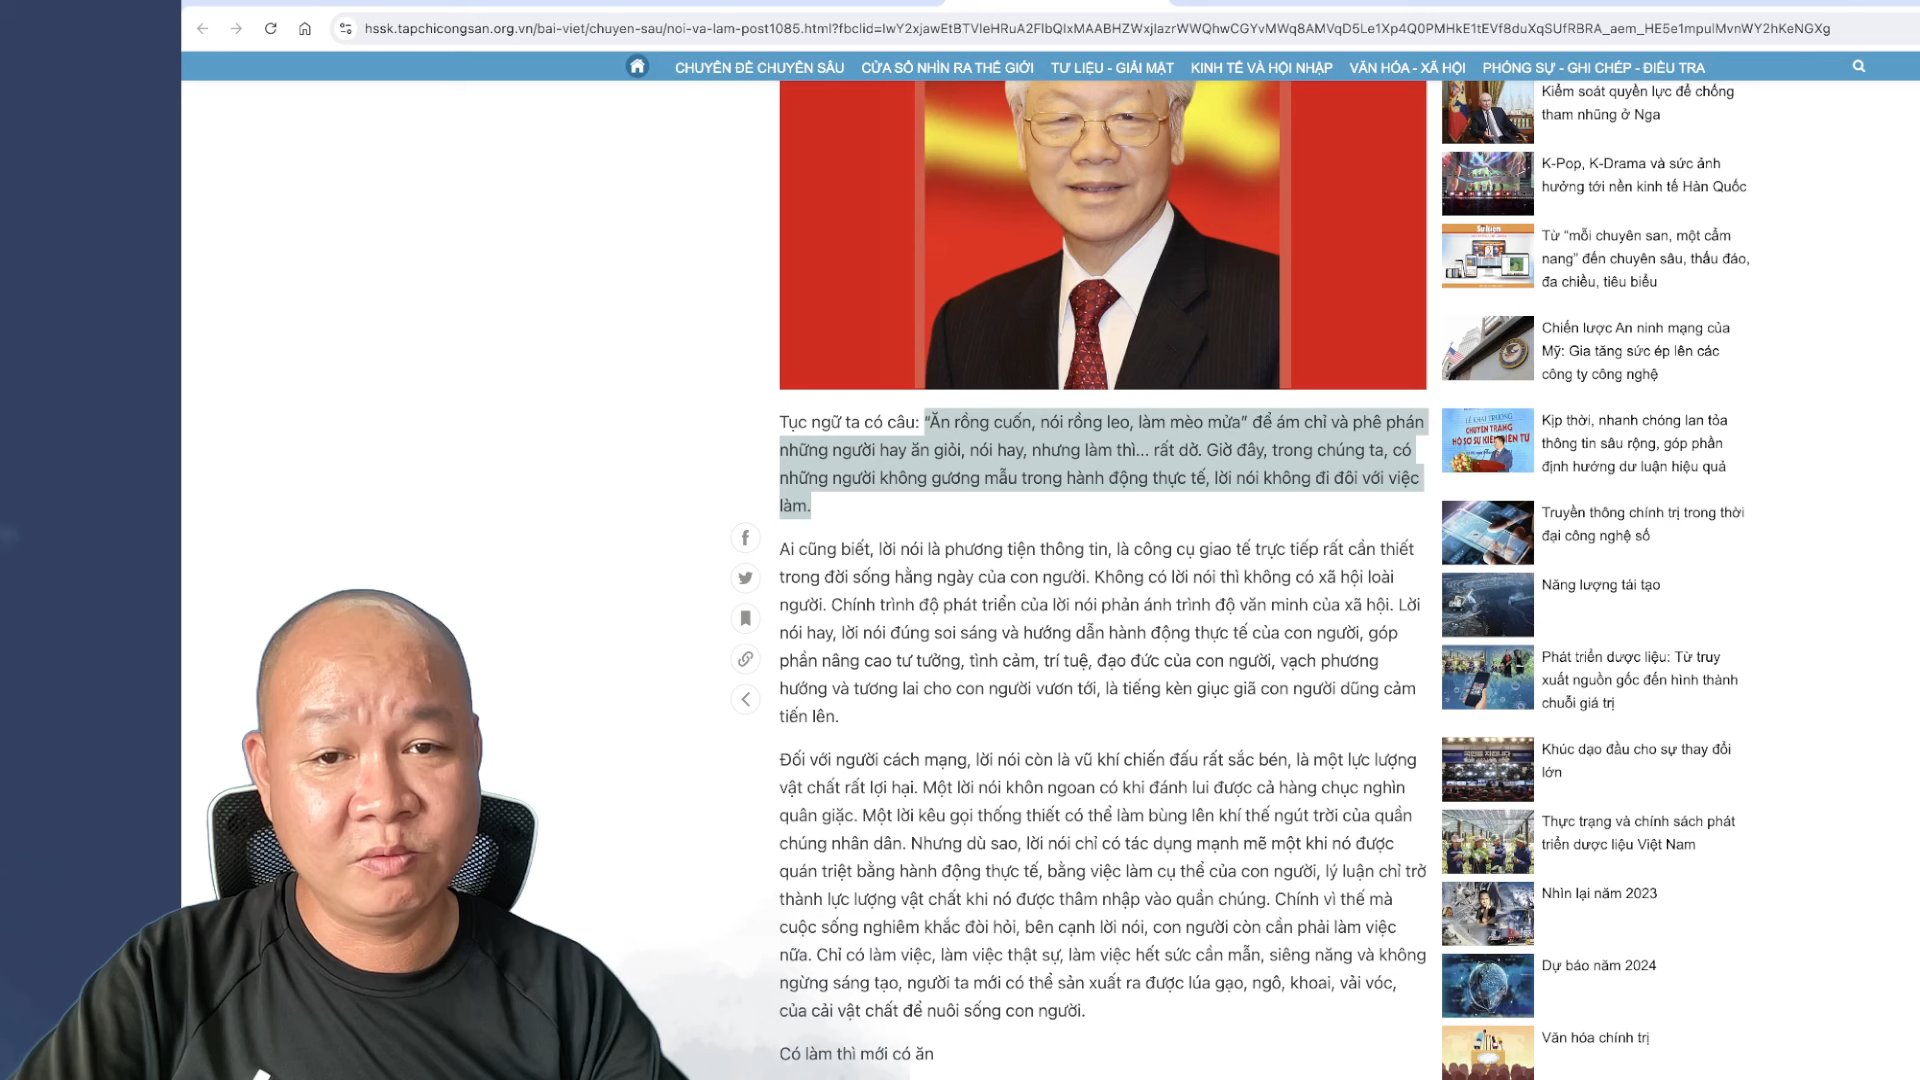 hssk.tapchicongsan.org.vn/bai-viet/chuyen-sau/noi-va-lam-post1085.html?fbclid=IwY2xjawEtBTVleHRuA2FlbQIxMAABHZWxjIazrWWQhwCGYvMWq8AMVqD5Le1Xp4Q0PMHkE1tEVf8duXqSUfRBRA_aem_HE5e1mpulMvnWY2hKeNGXg
CHUYÊN ĐỀ CHUYÊN SÂU CỬA SỔ NHÌN RA THẾ GIỚI TƯ LIỆU - GIẢI MẬT KINH TẾ VÀ HỘI NHẬP VĂN HÓA - XÃ HỘI PHÓNG SỰ - GHI CHÉP - ĐIỀU TRA
Tục ngữ ta có câu: “Ăn rồng cuốn, nói rồng leo, làm mèo mửa” để ám chỉ và phê phán
những người hay ăn giỏi, nói hay, nhưng làm thì... rất dở. Giờ đây, trong chúng ta, có
những người không gương mẫu trong hành động thực tế, lời nói không đi đôi với việc
làm.
Ai cũng biết, lời nói là phương tiện thông tin, là công cụ giao tế trực tiếp rất cần thiết
trong đời sống hằng ngày của con người. Không có lời nói thì không có xã hội loài
người. Chính trình độ phát triển của lời nói phản ánh trình độ văn minh của xã hội. Lời
nói hay, lời nói đúng soi sáng và hướng dẫn hành động thực tế của con người, góp
phần nâng cao tư tưởng, tình cảm, trí tuệ, đạo đức của con người, vạch phương
hướng và tương lai cho con người vươn tới, là tiếng kèn giục giã con người dũng cảm
tiến lên.
Đối với người cách mạng, lời nói còn là vũ khí chiến đấu rất sắc bén, là một lực lượng
vật chất rất lợi hại. Một lời nói khôn ngoan có khi đánh lui được cả hàng chục nghìn
quân giặc. Một lời kêu gọi thống thiết có thể làm bùng lên khí thế ngút trời của quần
chúng nhân dân. Nhưng dù sao, lời nói chỉ có tác dụng mạnh mẽ một khi nó được
quán triệt bằng hành động thực tế, bằng việc làm cụ thể của con người, lý luận chỉ trở
thành lực lượng vật chất khi nó được thâm nhập vào quần chúng. Chính vì thế mà
cuộc sống nghiêm khắc đòi hỏi, bên cạnh lời nói, con người còn cần phải làm việc
nữa. Chỉ có làm việc, làm việc thật sự, làm việc hết sức cần mẫn, siêng năng và không
ngừng sáng tạo, người ta mới có thể sản xuất ra được lúa gạo, ngô, khoai, vải vóc,
của cải vật chất để nuôi sống con người.
Có làm thì mới có ăn
Kiểm soát quyền lực để chống
tham nhũng ở Nga
K-Pop, K-Drama và sức ảnh
hưởng tới nền kinh tế Hàn Quốc
Sự kiện
Từ “mỗi chuyên san, một cẩm
nang” đến chuyên sâu, thấu đáo,
đa chiều, tiêu biểu
Chiến lược An ninh mạng của
Mỹ: Gia tăng sức ép lên các
công ty công nghệ
LỄ KHAI TRƯƠNG
CHUYÊN TRANG
HỒ SƠ SỰ KIỆN ĐIỆN TỬ
Kịp thời, nhanh chóng lan tỏa
thông tin sâu rộng, góp phần
định hướng dư luận hiệu quả
Truyền thông chính trị trong thời
đại công nghệ số
Năng lượng tái tạo
Phát triển dược liệu: Từ truy
xuất nguồn gốc đến hình thành
chuỗi giá trị
Khúc dạo đầu cho sự thay đổi
lớn
Thực trạng và chính sách phát
triển dược liệu Việt Nam
Nhìn lại năm 2023
Dự báo năm 2024
Văn hóa chính trị